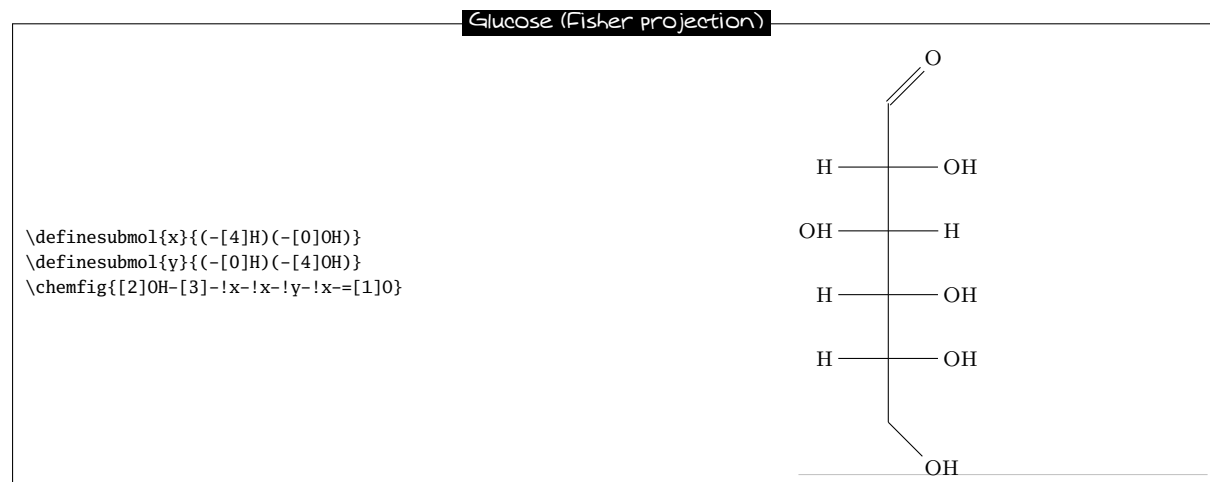 Glucose (Fisher projection)
\definesubmol{x}{(-[4]H)(-[0]OH)}
\definesubmol{y}{(-[0]H)(-[4]OH)}
\chemfig{[2]OH-[3]-!x-!x-!y-!x-=[1]O}
O
H OH
OH H
H OH
H OH
OH